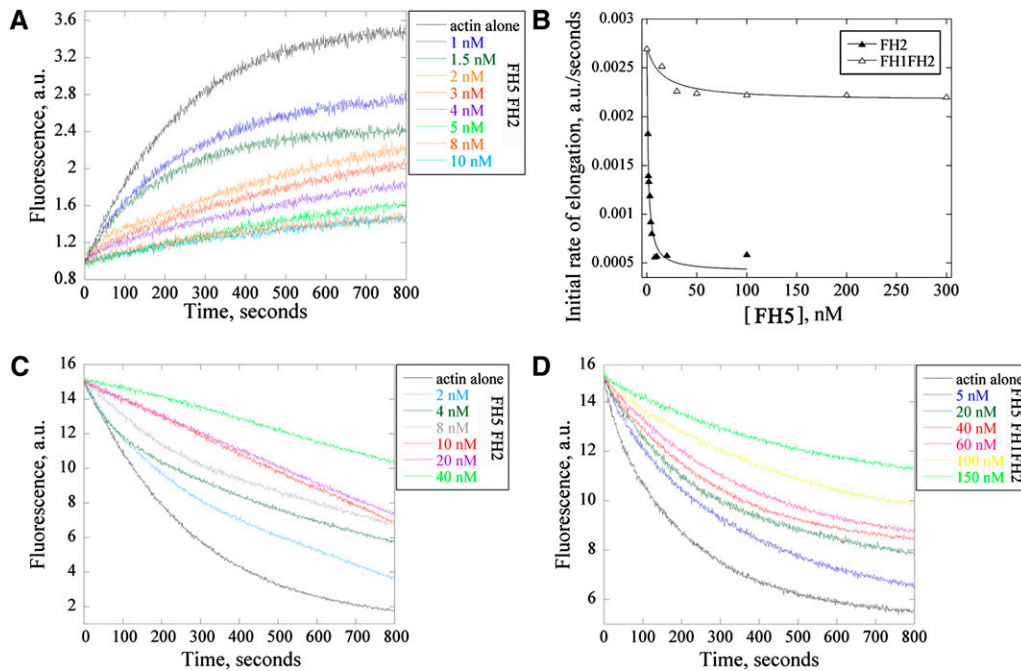 A
Fluorescence, a.u.
3.6
3.2
2.8
2.4
2.0
1.6
1.2
0.8
0 100 200 300 400 500 600 700 800
Time, seconds
actin alone
1 nM
1.5 nM
2 nM
3 nM
4 nM
5 nM
8 nM
10 nM
FH5 FH2
B
Initial rate of elongation, a.u./seconds
0.003
0.0025
0.002
0.0015
0.001
0.0005
0 50 100 150 200 250 300
[FH5], nM
FH2
FH1FH2
C
Fluorescence, a.u.
16
14
12
10
8
6
4
2
0 100 200 300 400 500 600 700 800
Time, seconds
actin alone
2 nM
4 nM
8 nM
10 nM
20 nM
40 nM
FH5 FH2
D
Fluorescence, a.u.
16
14
12
10
8
6
0 100 200 300 400 500 600 700 800
Time, seconds
actin alone
5 nM
20 nM
40 nM
60 nM
100 nM
150 nM
FH5 FH1FH2